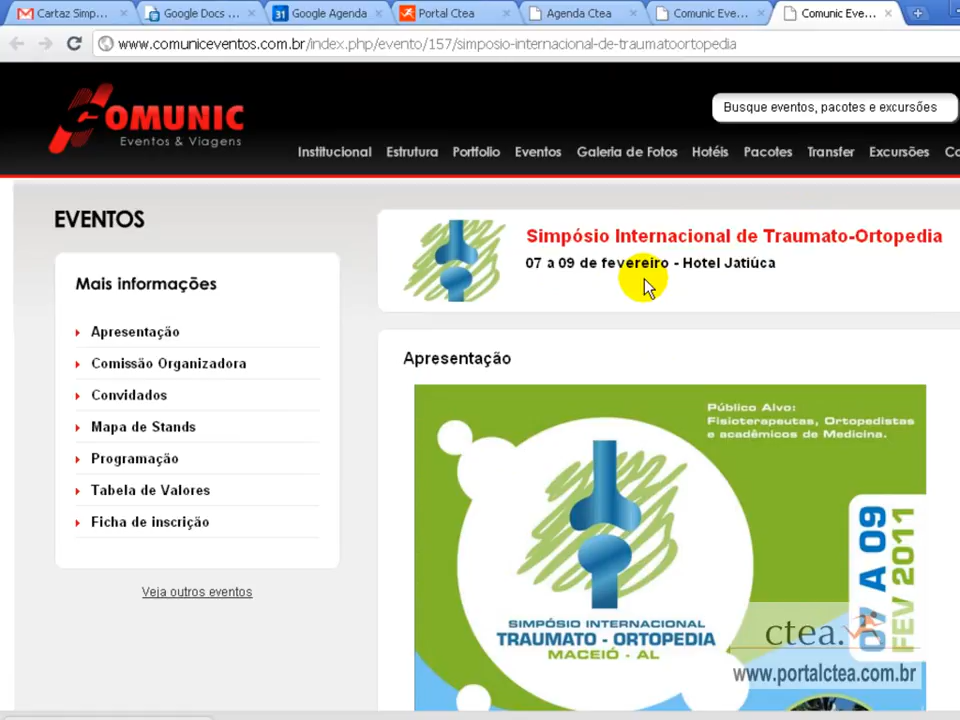 Cartaz Simp...
Google Docs ...
31 Google Agenda
Portal Ctea
Agenda Ctea
Comunic Eve...
Comunic Eve...
www.comuniceventos.com.br/index.php/evento/157/simposio-internacional-de-traumatoortopedia
COMUNIC
Eventos & Viagens
Busque eventos, pacotes e excursões
Institucional Estrutura Portfolio Eventos Galeria de Fotos Hotéis Pacotes Transfer Excursões Co
EVENTOS
Mais informações
Apresentação
Comissão Organizadora
Convidados
Mapa de Stands
Programação
Tabela de Valores
Ficha de inscrição
Veja outros eventos
Simpósio Internacional de Traumato-Ortopedia
07 a 09 de fevereiro - Hotel Jatiúca
Apresentação
Público Alvo:
Fisioterapeutas, Ortopedistas
e acadêmicos de Medicina.
07 A 09
FEV 2011
SIMPÓSIO INTERNACIONAL
TRAUMATO - ORTOPEDIA
MACEIÓ - AL
ctea.
www.portalctea.com.br